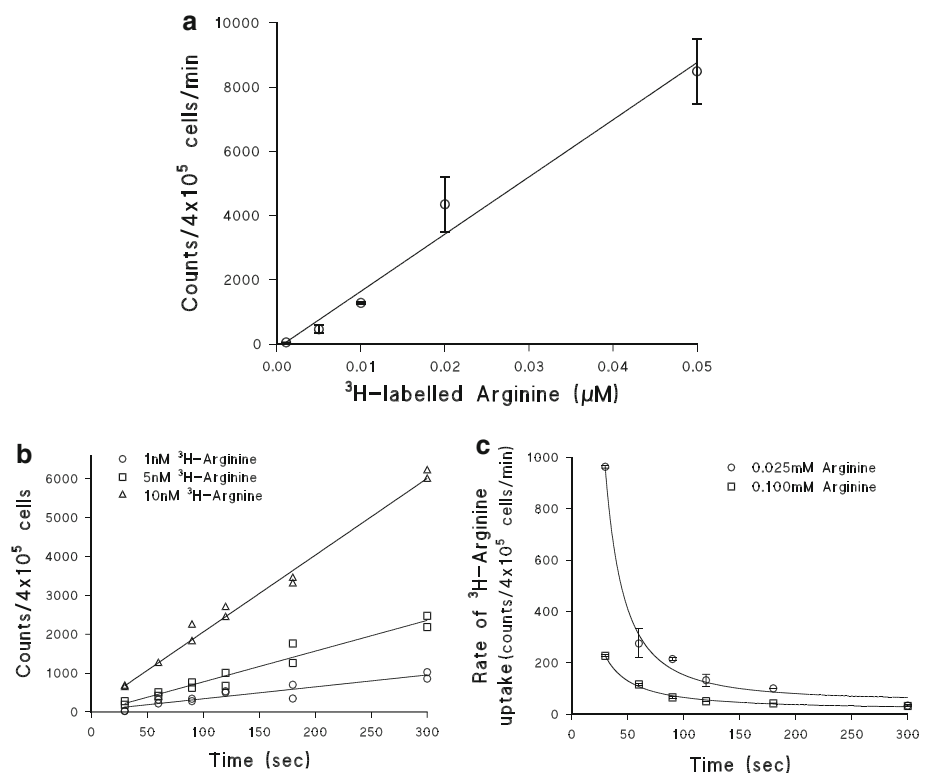 a
10000
8000
6000
4000
2000
0
Counts/4x10⁵ cells/min
0.00 0.01 0.02 0.03 0.04 0.05
³H-labelled Arginine (µM)
b
1nM ³H-Arginine
5nM ³H-Arginine
10nM ³H-Arginine
6000
5000
4000
3000
2000
1000
0
Counts/4x10⁵ cells
0 50 100 150 200 250 300
Time (sec)
c
0.025mM Arginine
0.100mM Arginine
1000
800
600
400
200
0
Rate of ³H-Arginine
uptake(counts/4x10⁵ cells/min)
0 50 100 150 200 250 300
Time (sec)